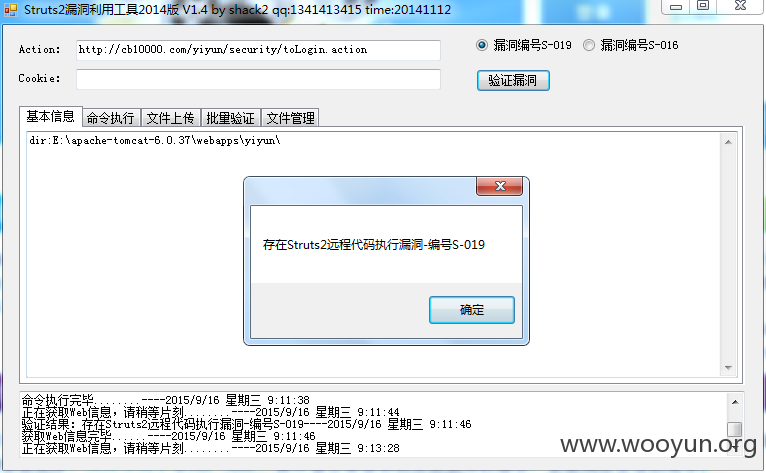 Struts2漏洞利用工具2014版 V1.4 by shack2 qq:1341413415 time:20141112
Action: http://cb10000.com/yiyun/security/toLogin.action
漏洞编号S-019 漏洞编号S-016
Cookie:
验证漏洞
基本信息 命令执行 文件上传 批量验证 文件管理
dir:E:\apache-tomcat-6.0.37\webapps\yiyun\
存在Struts2远程代码执行漏洞-编号S-019
确定
命令执行完毕........----2015/9/16 星期三 9:11:38
正在获取Web信息，请稍等片刻........----2015/9/16 星期三 9:11:44
验证结果：存在Struts2远程代码执行漏洞-编号S-019----2015/9/16 星期三 9:11:46
获取Web信息完毕......----2015/9/16 星期三 9:11:46
正在获取Web信息，请稍等片刻........----2015/9/16 星期三 9:13:28
www.wooyun.org